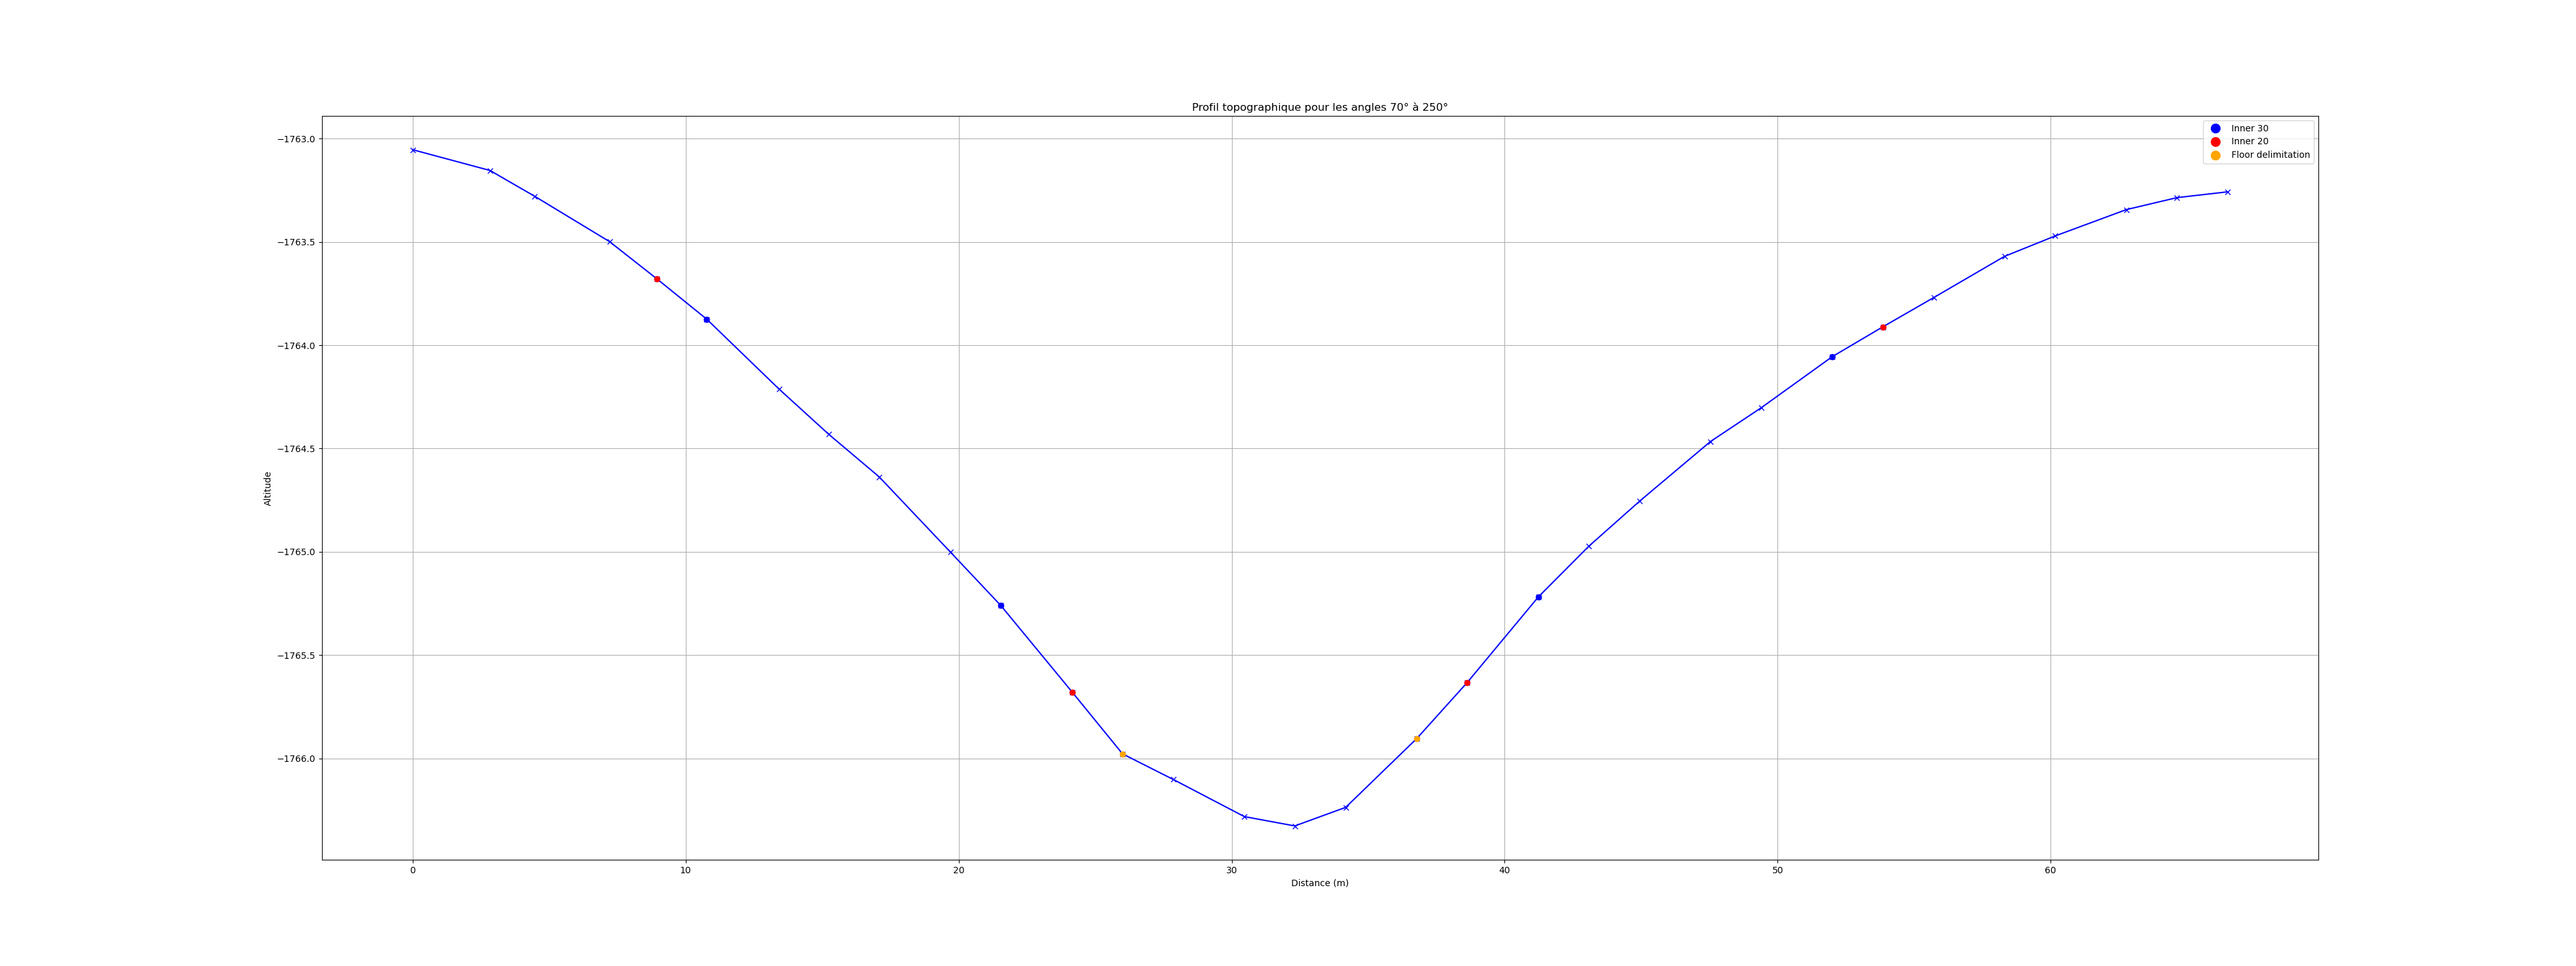 Profil topographique pour les angles 70° à 250°
Inner 30
Inner 20
Floor delimitation
−1763.0
−1763.5
−1764.0
−1764.5
−1765.0
−1765.5
−1766.0
Altitude
0 10 20 30 40 50 60
Distance (m)